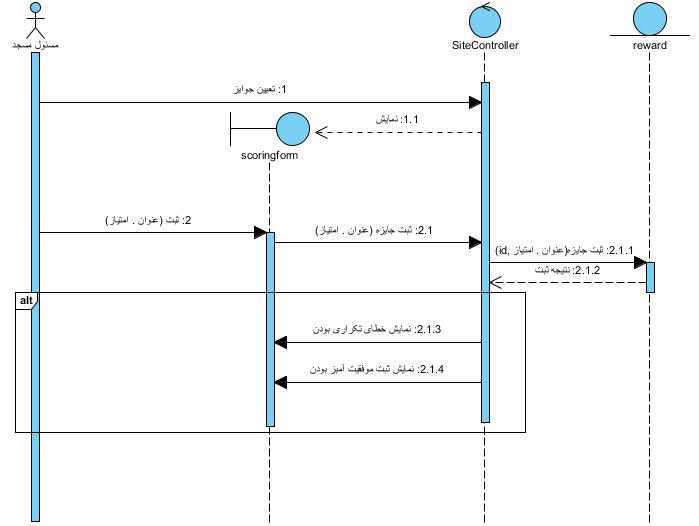 مسئول مسجد
SiteController
reward
1: تعیین جوایز
1.1: نمایش
scoringform
2: ثبت (عنوان . امتیاز)
2.1: ثبت جایزه (عنوان . امتیاز)
2.1.1: ثبت جایزه(عنوان . امتیاز ,id)
2.1.2: نتیجه ثبت
alt
2.1.3: نمایش خطای تکراری بودن
2.1.4: نمایش ثبت موفقیت آمیز بودن